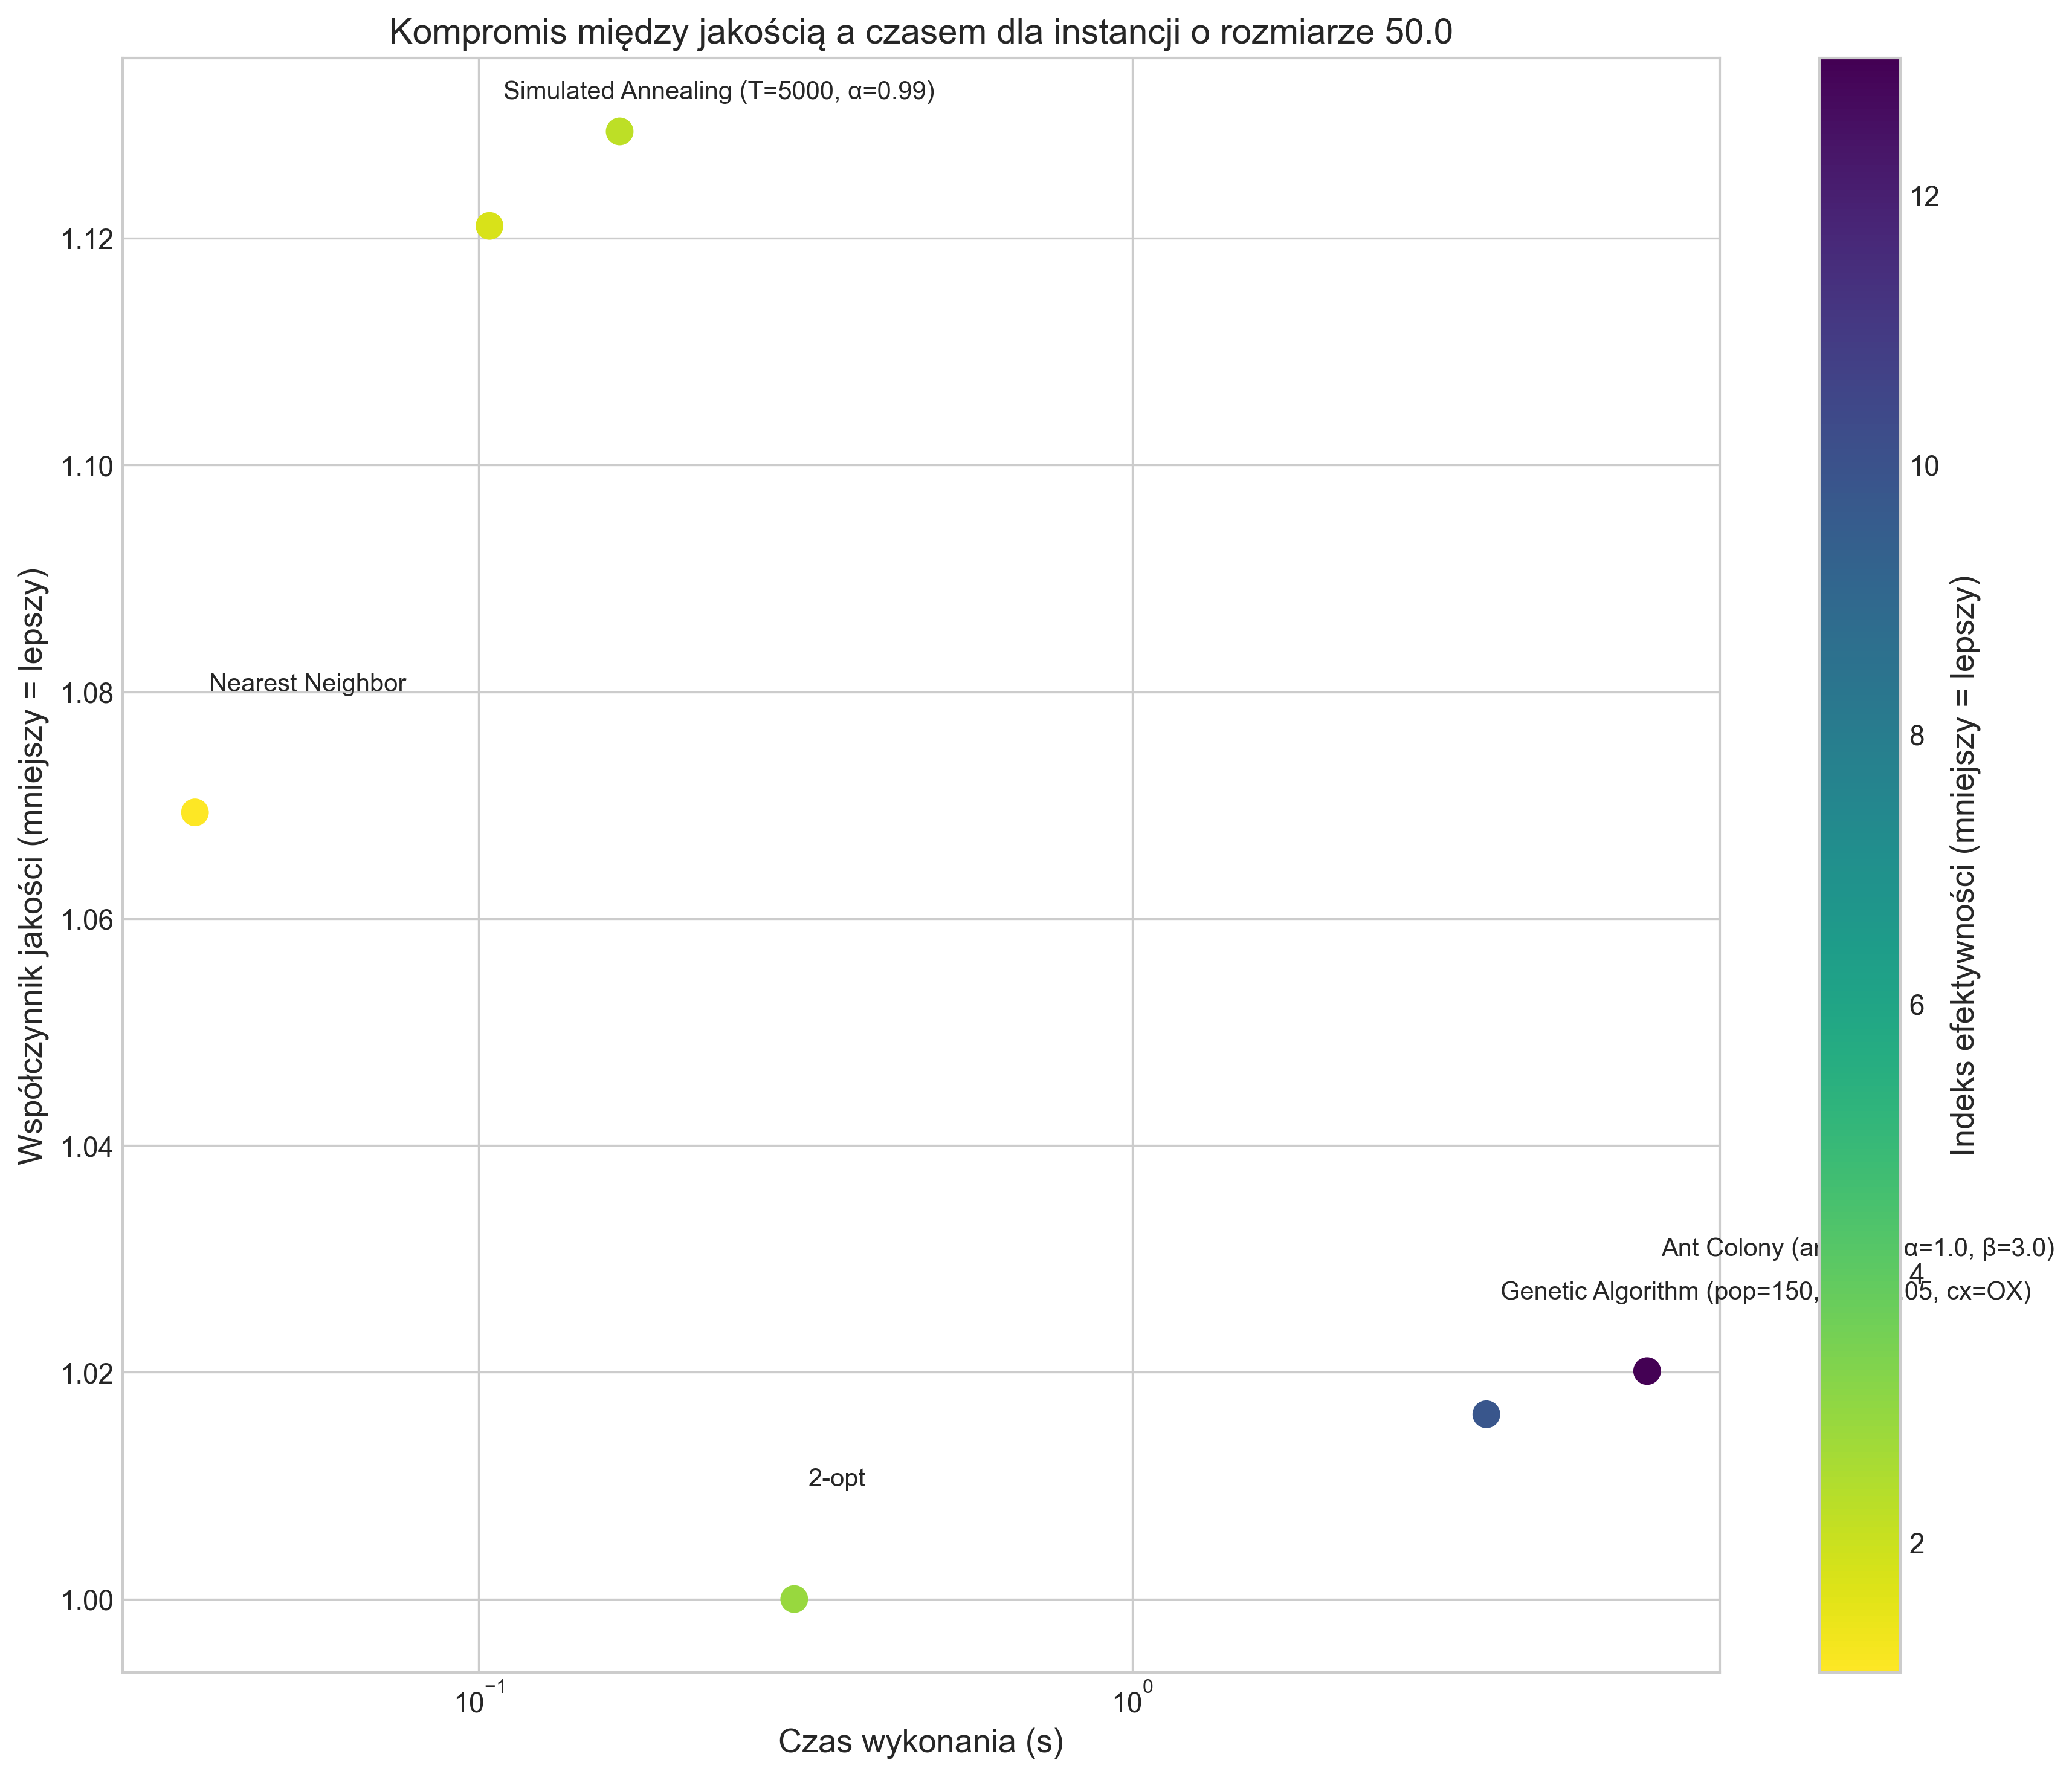 Kompromis między jakością a czasem dla instancji o rozmiarze 50.0
Współczynnik jakości (mniejszy = lepszy)
1.12
1.10
1.08
1.06
1.04
1.02
1.00
Simulated Annealing (T=5000, α=0.99)
Nearest Neighbor
Ant Colony (an α=1.0, β=3.0)
Genetic Algorithm (pop=150, .05, cx=OX)
2-opt
10⁻¹
10⁰
Czas wykonania (s)
12
10
8
6
4
2
Indeks efektywności (mniejszy = lepszy)